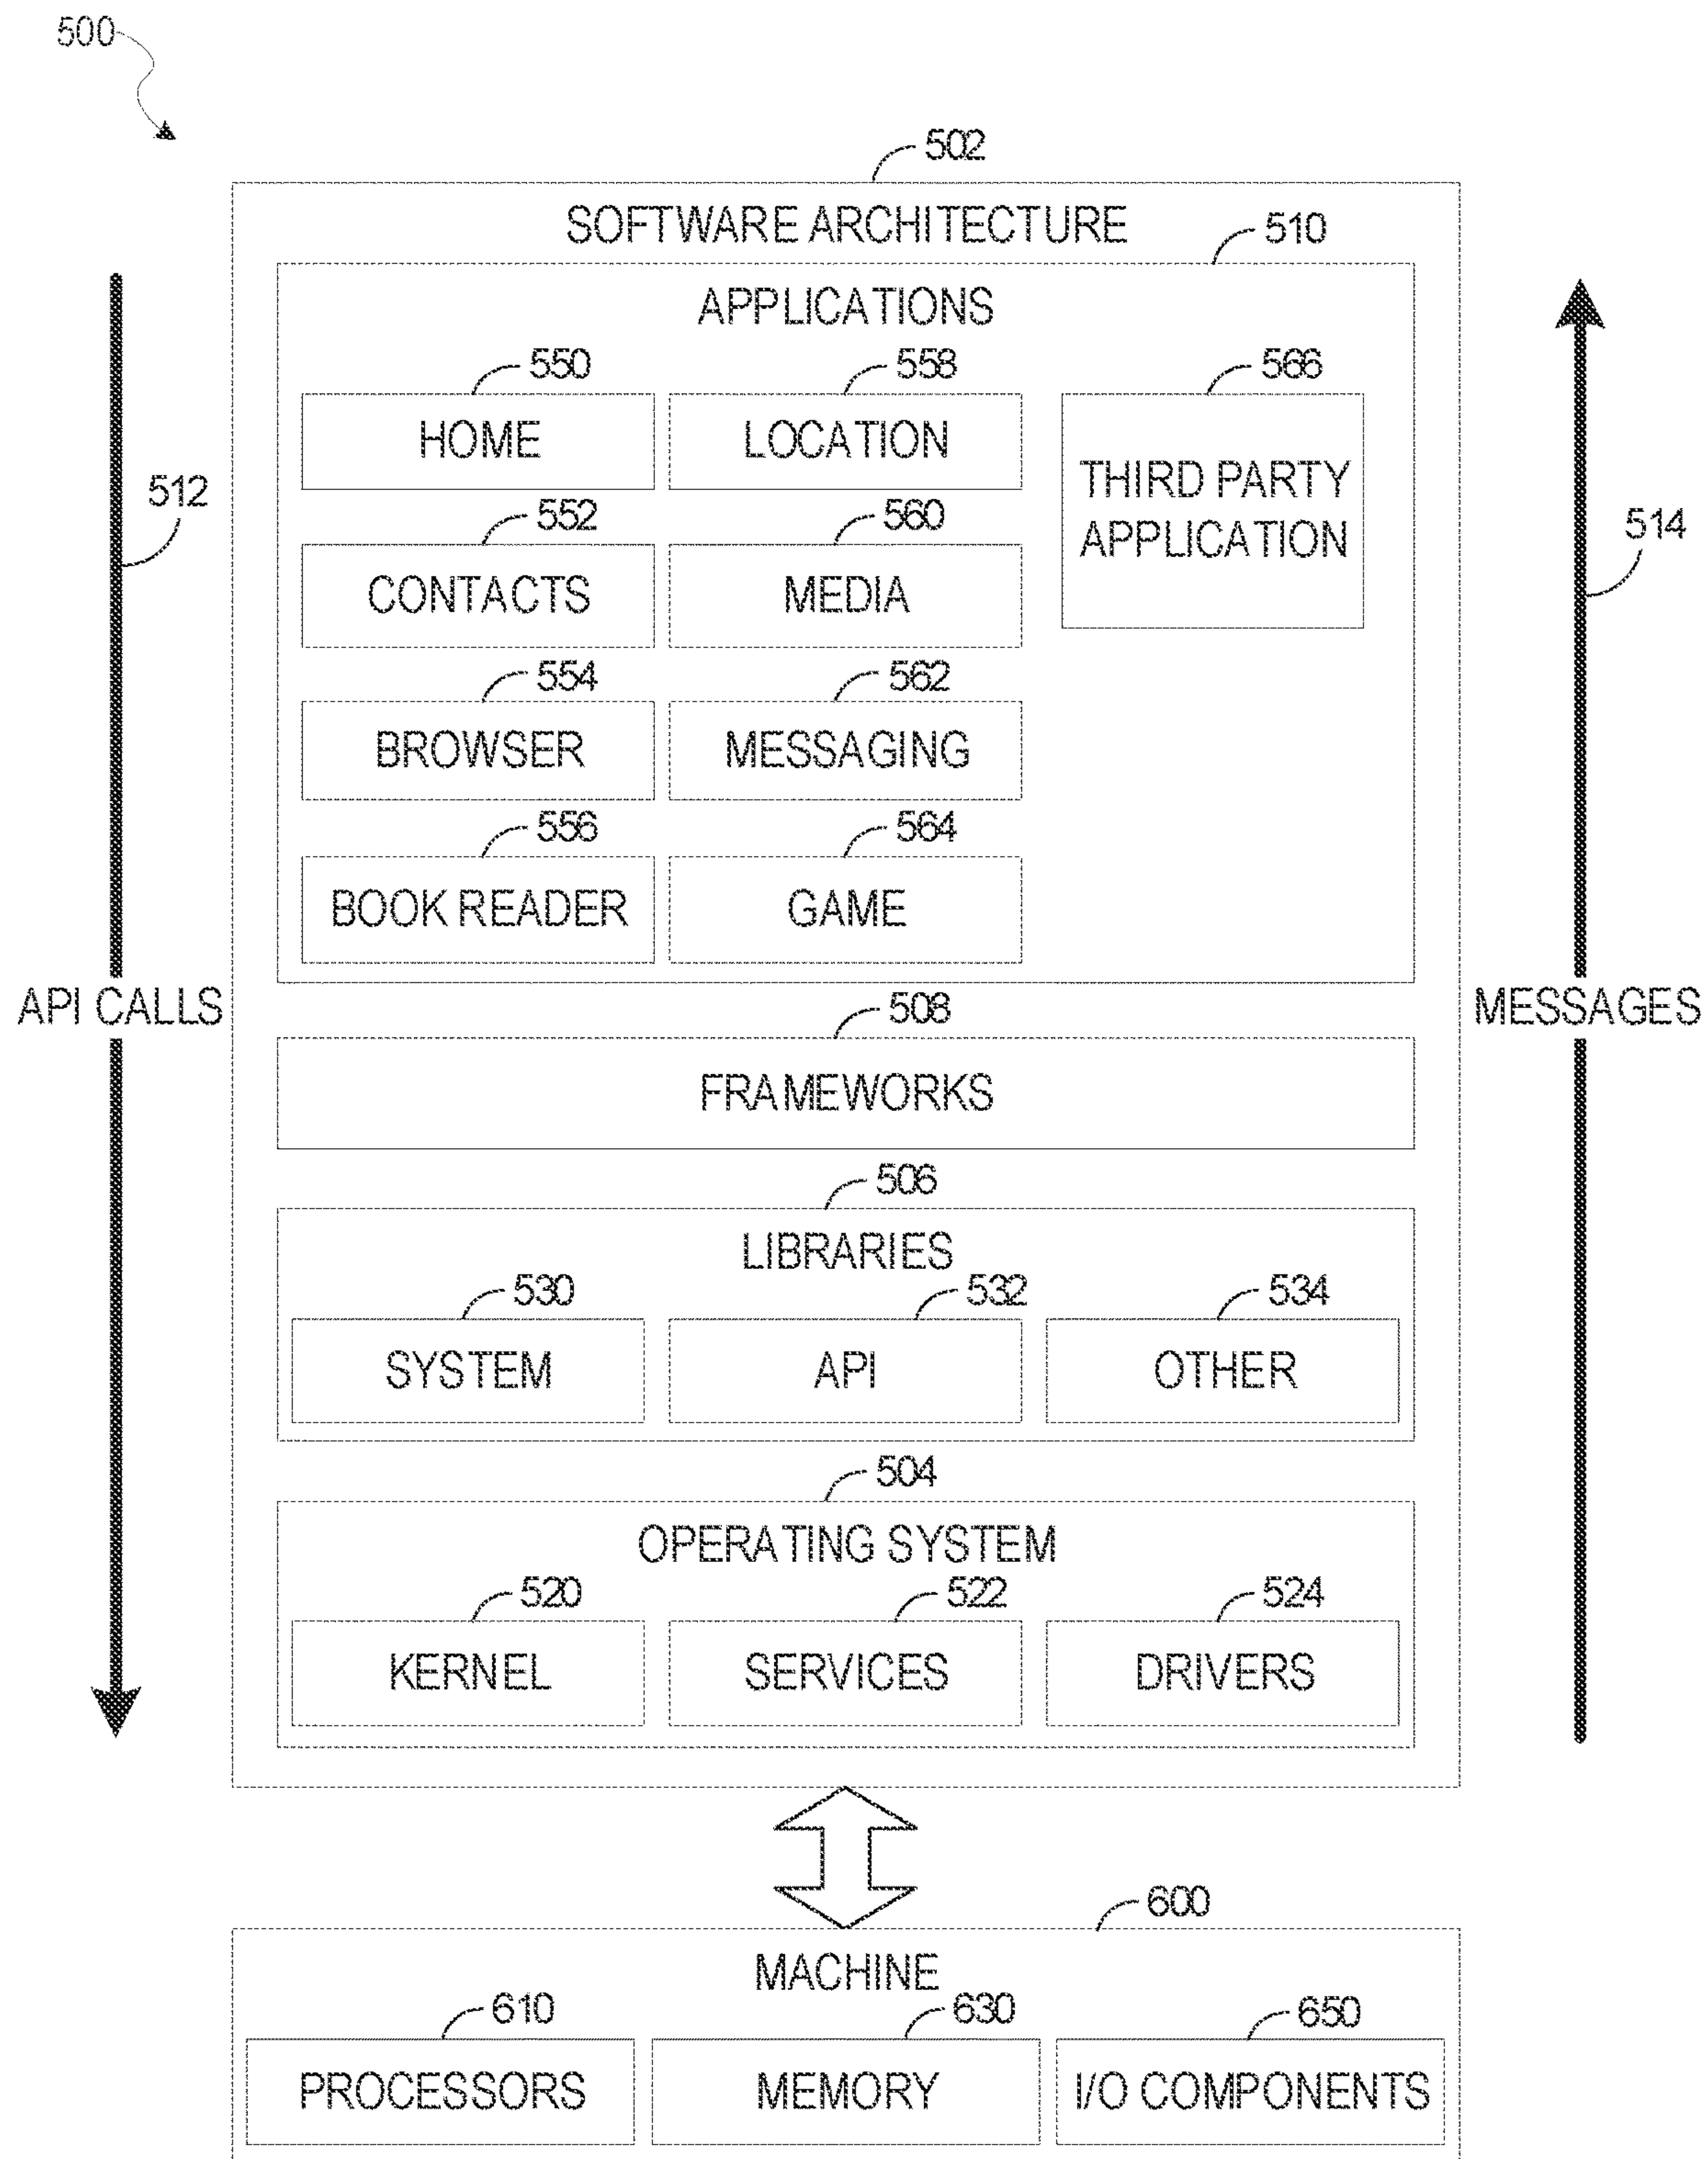 500
502
SOFTWARE ARCHITECTURE
510
APPLICATIONS
550
558
566
HOME
LOCATION
THIRD PARTY
APPLICATION
512
514
552
560
CONTACTS
MEDIA
554
562
BROWSER
MESSAGING
556
564
BOOK READER
GAME
API CALLS
MESSAGES
508
FRAMEWORKS
506
LIBRARIES
530
532
534
SYSTEM
API
OTHER
504
OPERATING SYSTEM
520
522
524
KERNEL
SERVICES
DRIVERS
600
MACHINE
610
630
650
PROCESSORS
MEMORY
I/O COMPONENTS